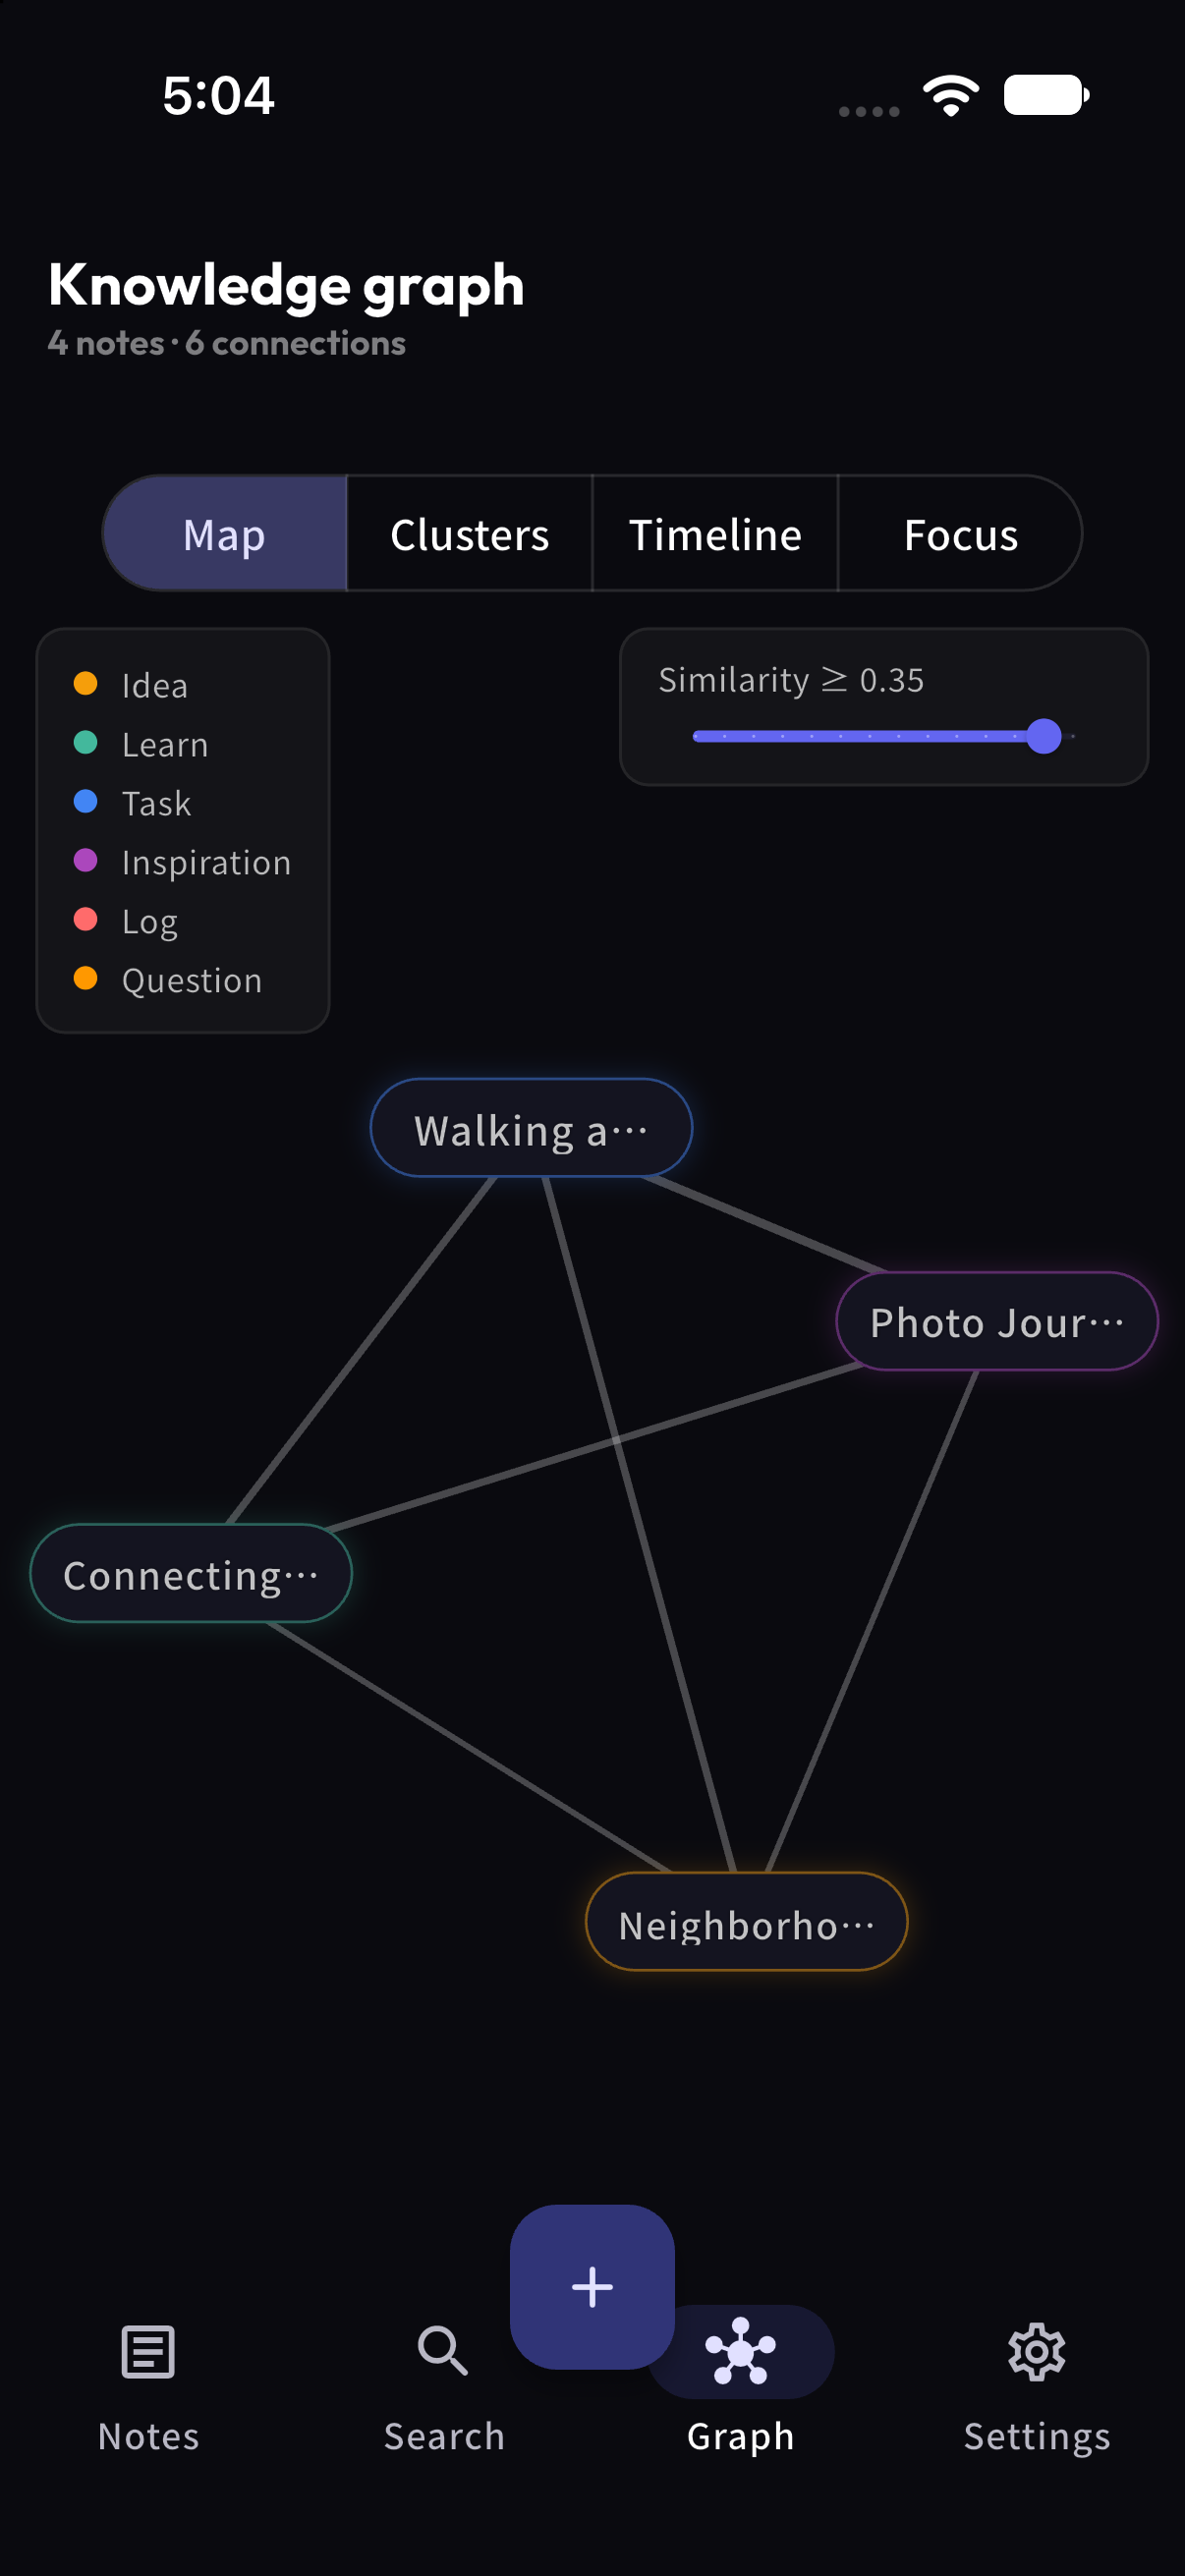 5:04
Knowledge graph
4 notes · 6 connections
Map Clusters Timeline Focus
Idea
Learn
Task
Inspiration
Log
Question
Similarity ≥ 0.35
Walking a…
Photo Jour…
Connecting…
Neighborho…
+
Notes Search Graph Settings